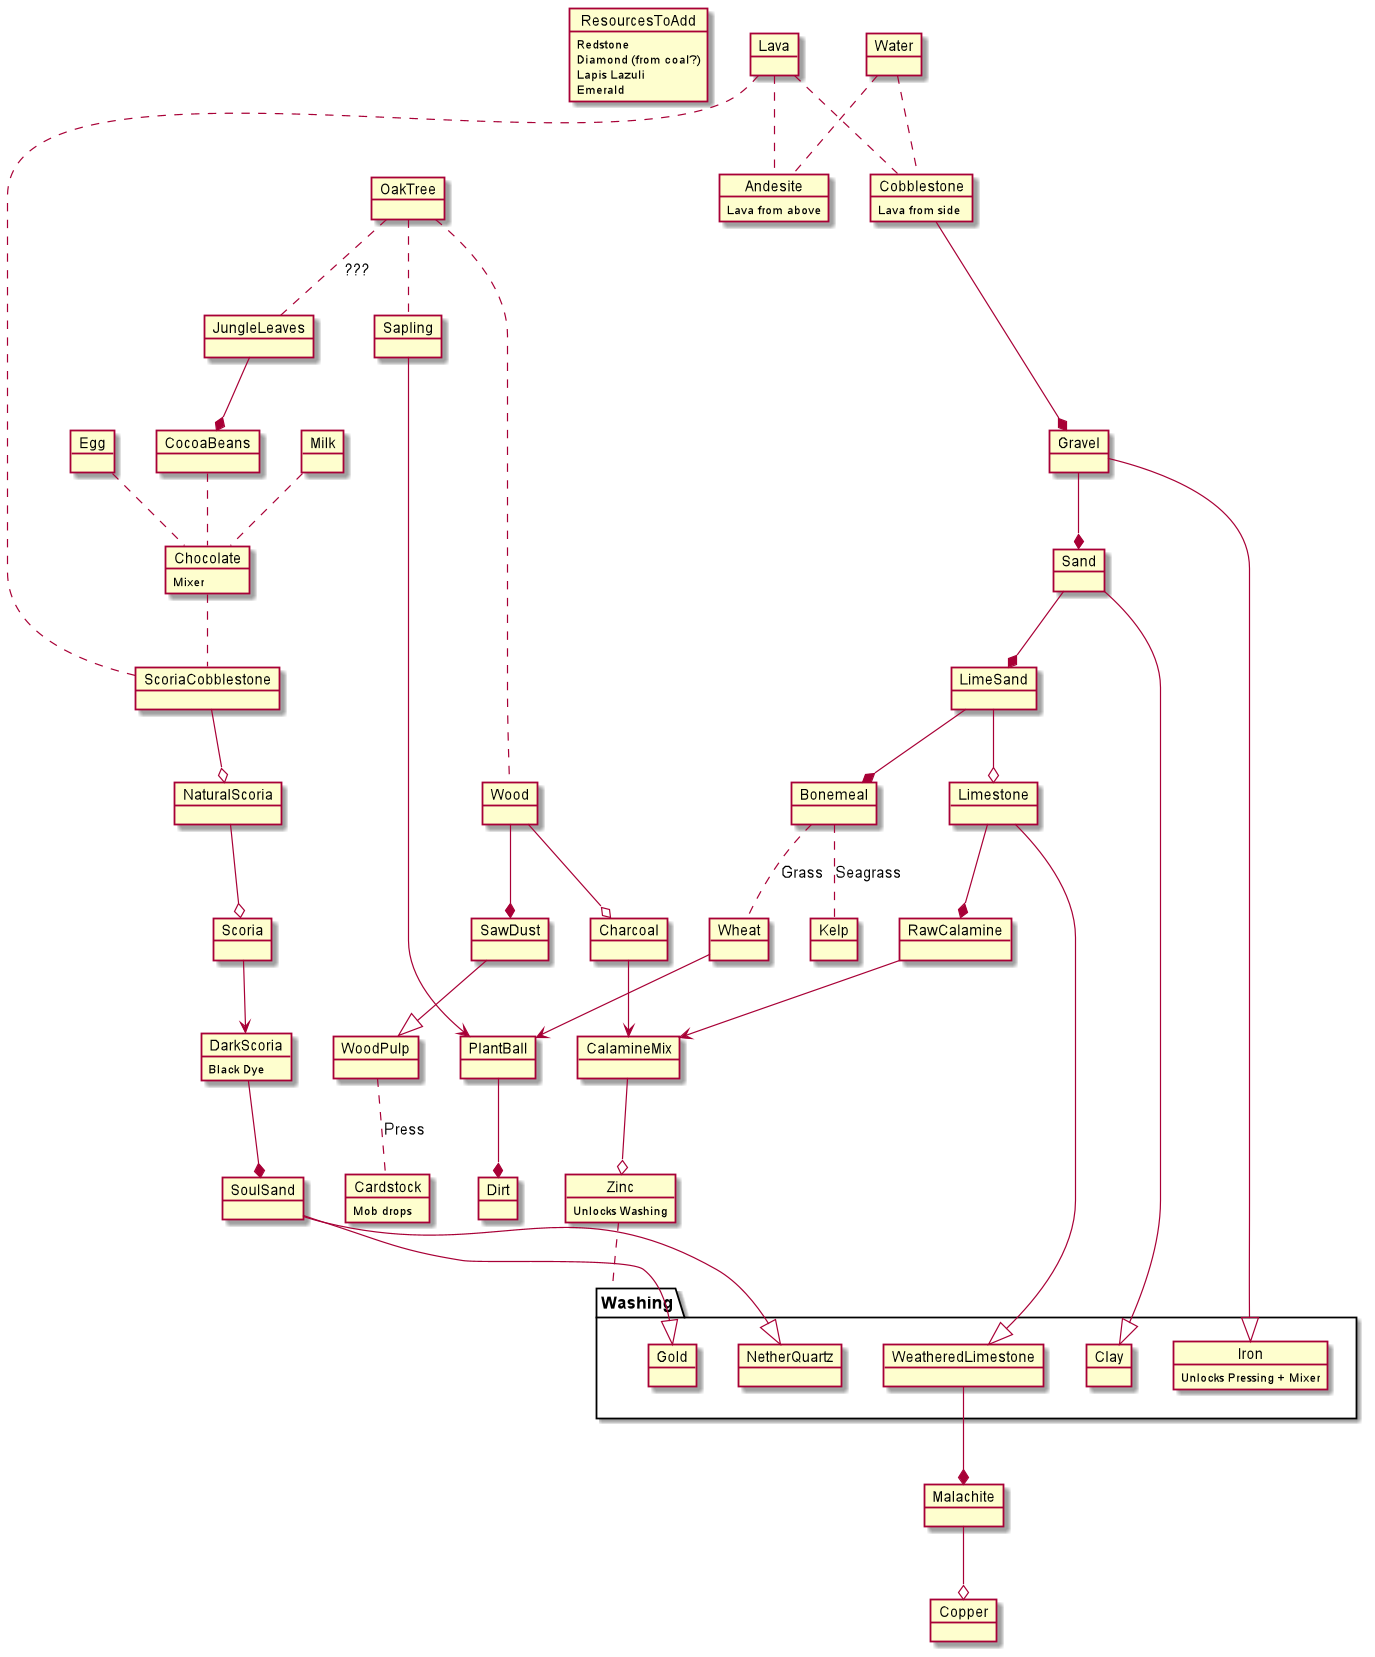 ResourcesToAdd
Redstone
Diamond (from coal?)
Lapis Lazuli
Emerald
Lava
Water
OakTree
Andesite
Lava from above
Cobblestone
Lava from side
???
JungleLeaves
Sapling
Egg
CocoaBeans
Milk
Gravel
Chocolate
Mixer
Sand
ScoriaCobblestone
LimeSand
NaturalScoria
Wood
Bonemeal
Limestone
Grass
Seagrass
Scoria
SawDust
Charcoal
Wheat
Kelp
RawCalamine
DarkScoria
Black Dye
WoodPulp
PlantBall
CalamineMix
Press
SoulSand
Cardstock
Mob drops
Dirt
Zinc
Unlocks Washing
Washing
Gold
NetherQuartz
WeatheredLimestone
Clay
Iron
Unlocks Pressing + Mixer
Malachite
Copper